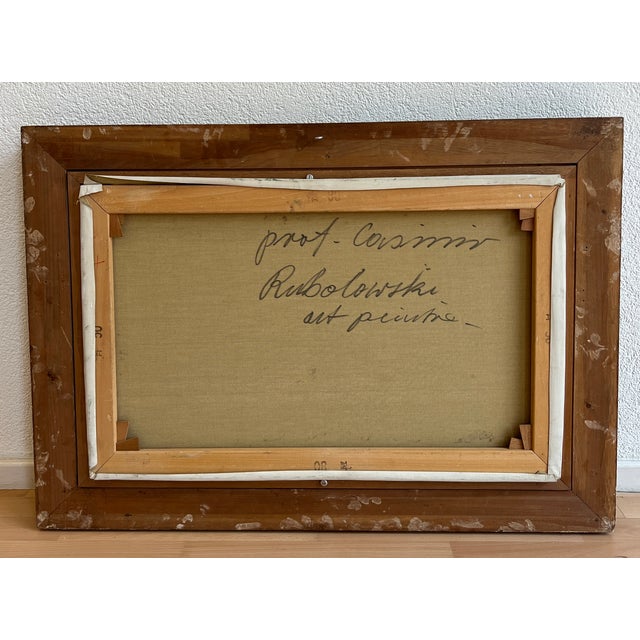 prof. Casimir
Rubolowski
art peintre